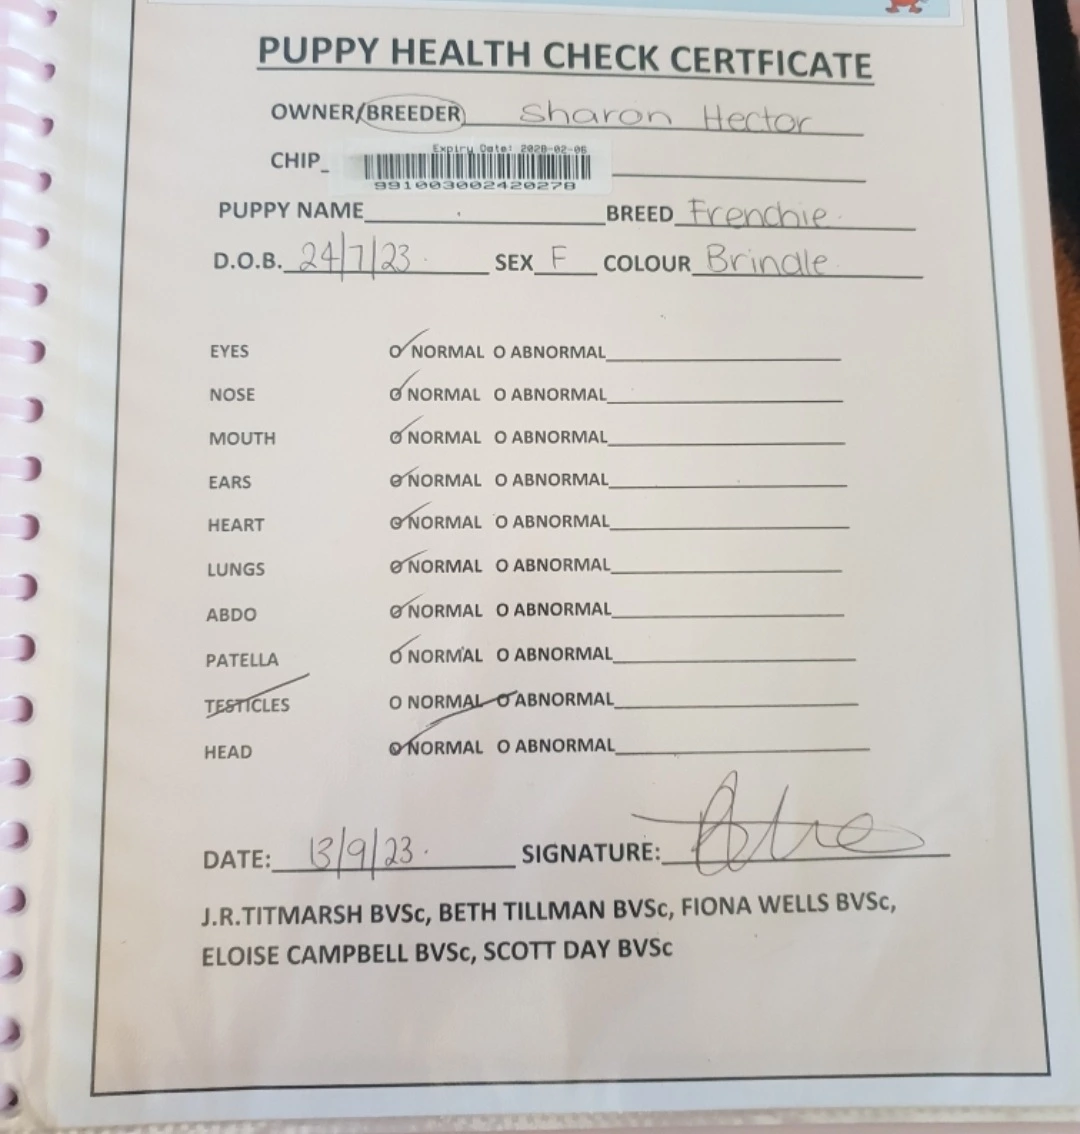 PUPPY HEALTH CHECK CERTFICATE
OWNER/BREEDER Sharon Hector
Expiry Date: 2028-02-06
CHIP
991003002420278
PUPPY NAME BREED Frenchie.
D.O.B. 24/7/23. SEX F COLOUR Brindle.
EYES O NORMAL O ABNORMAL
NOSE O NORMAL O ABNORMAL
MOUTH O NORMAL O ABNORMAL
EARS O NORMAL O ABNORMAL
HEART O NORMAL O ABNORMAL
LUNGS O NORMAL O ABNORMAL
ABDO O NORMAL O ABNORMAL
PATELLA O NORMAL O ABNORMAL
TESTICLES O NORMAL O ABNORMAL
HEAD O NORMAL O ABNORMAL
DATE: 13/9/23. SIGNATURE:
J.R.TITMARSH BVSc, BETH TILLMAN BVSc, FIONA WELLS BVSc,
ELOISE CAMPBELL BVSc, SCOTT DAY BVSc